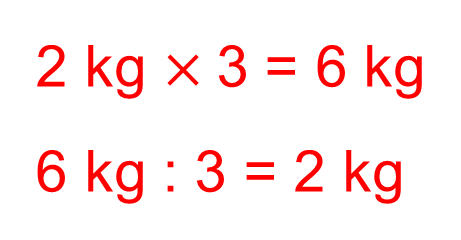 2 kg × 3 = 6 kg
6 kg : 3 = 2 kg